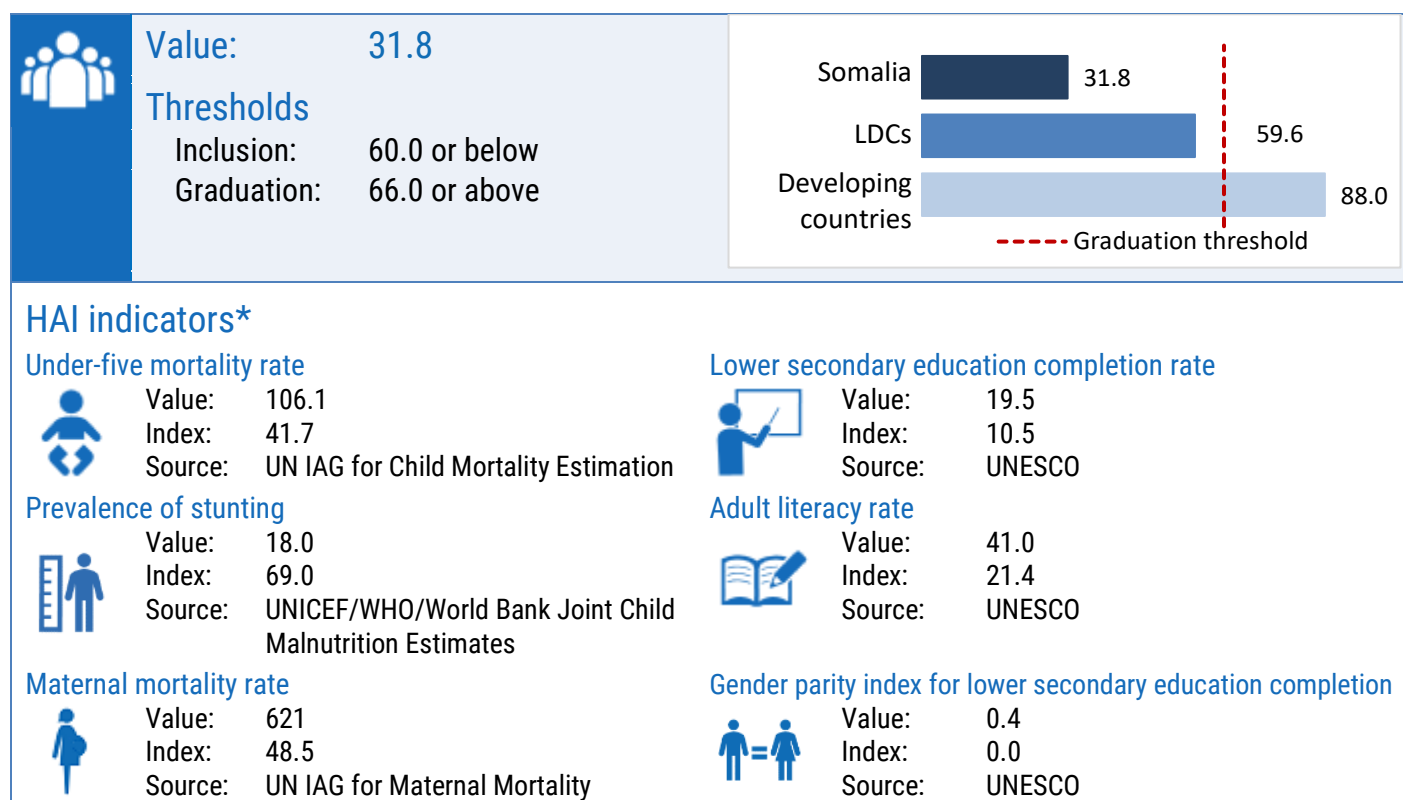 Value: 31.8
Thresholds
Inclusion: 60.0 or below
Graduation: 66.0 or above
Somalia 31.8
LDCs 59.6
Developing
countries 88.0
Graduation threshold
HAI indicators*
Under-five mortality rate
Value: 106.1
Index: 41.7
Source: UN IAG for Child Mortality Estimation
Prevalence of stunting
Value: 18.0
Index: 69.0
Source: UNICEF/WHO/World Bank Joint Child
Malnutrition Estimates
Maternal mortality rate
Value: 621
Index: 48.5
Source: UN IAG for Maternal Mortality
Lower secondary education completion rate
Value: 19.5
Index: 10.5
Source: UNESCO
Adult literacy rate
Value: 41.0
Index: 21.4
Source: UNESCO
Gender parity index for lower secondary education completion
Value: 0.4
Index: 0.0
Source: UNESCO